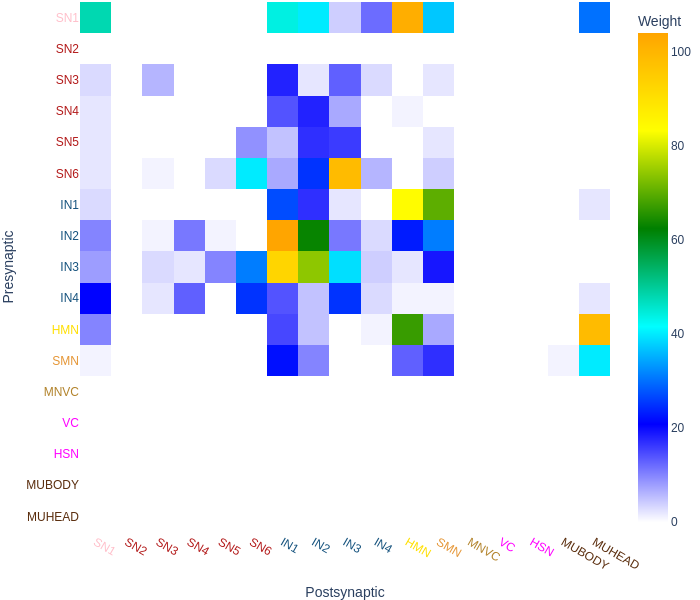 Weight
SN1
SN2
SN3
SN4
SN5
SN6
IN1
IN2
IN3
IN4
HMN
SMN
MNVC
VC
HSN
MUBODY
MUHEAD
Presynaptic
100
80
60
40
20
0
SN1 SN2 SN3 SN4 SN5 SN6 IN1 IN2 IN3 IN4 HMN SMN MNVC VC HSN MUBODY MUHEAD
Postsynaptic